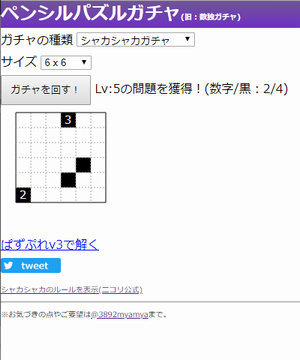 ペンシルパズルガチャ(旧：数独ガチャ)
ガチャの種類 シャカシャカガチャ
サイズ 6 x 6
ガチャを回す！ Lv:5の問題を獲得！(数字/黒：2/4)
3
2
ぱずぷれv3で解く
tweet
シャカシャカのルールを表示(ニコリ公式)
※お気づきの点やご要望は@3892myamyaまで。